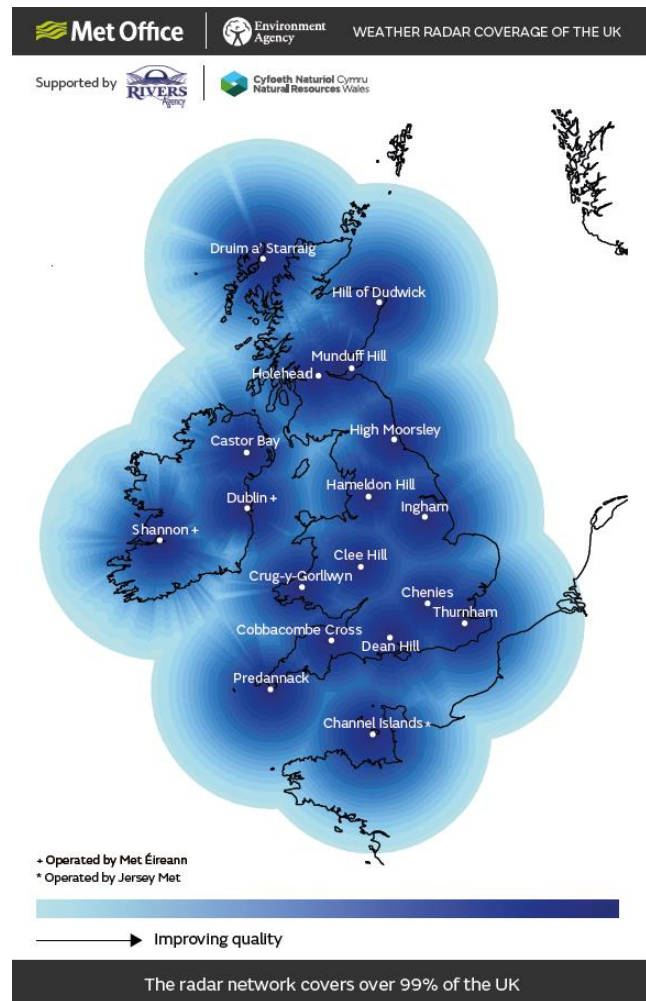 Met Office
Environment
Agency
WEATHER RADAR COVERAGE OF THE UK
Supported by
RIVERS
Agency
Cyfoeth Naturiol Cymru
Natural Resources Wales
Druim a' Starraig
Hill of Dudwick
Munduff Hill
Holehead
High Moorsley
Castor Bay
Hameldon Hill
Dublin +
Ingham
Shannon +
Clee Hill
Crug-y-Gorllwyn
Chenies
Thurnham
Cobbacombe Cross
Dean Hill
Predannack
Channel Islands*
+ Operated by Met Éireann
* Operated by Jersey Met
Improving quality
The radar network covers over 99% of the UK